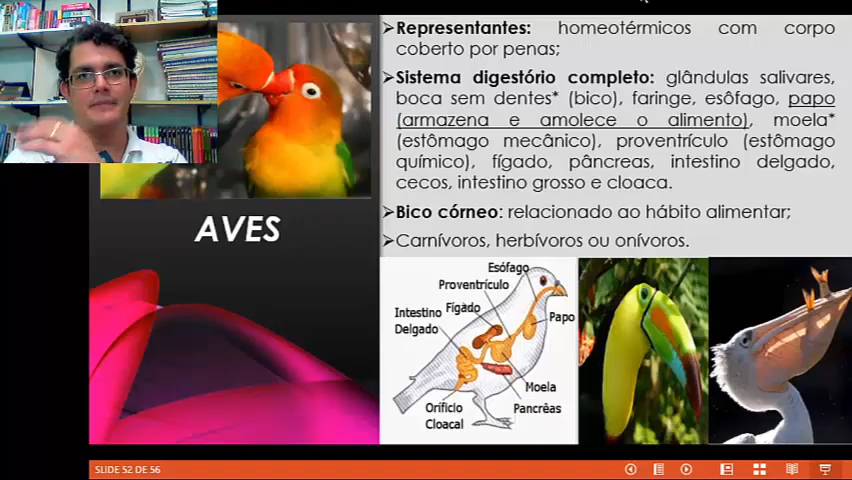 ➢Representantes: homeotérmicos com corpo
coberto por penas;
➢Sistema digestório completo: glândulas salivares,
boca sem dentes* (bico), faringe, esôfago, papo
(armazena e amolece o alimento), moela*
(estômago mecânico), proventrículo (estômago
químico), fígado, pâncreas, intestino delgado,
cecos, intestino grosso e cloaca.
➢Bico córneo: relacionado ao hábito alimentar;
➢Carnívoros, herbívoros ou onívoros.
AVES
Esófago
Proventrículo
Fígado
Intestino
Delgado
Papo
Moela
Pancrêas
Orifício
Cloacal
SLIDE 52 DE 56